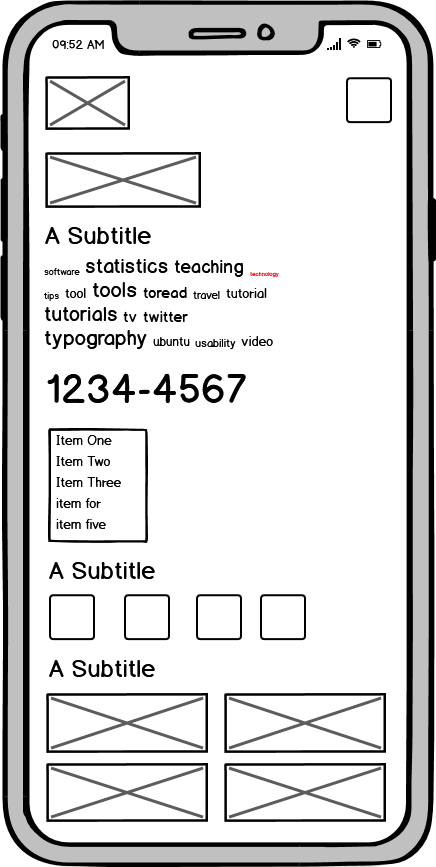 09:52 AM
A Subtitle
software statistics teaching technology
tips tool tools toread travel tutorial
tutorials tv twitter
typography ubuntu usability video
1234-4567
Item One
Item Two
Item Three
item for
item five
A Subtitle
A Subtitle